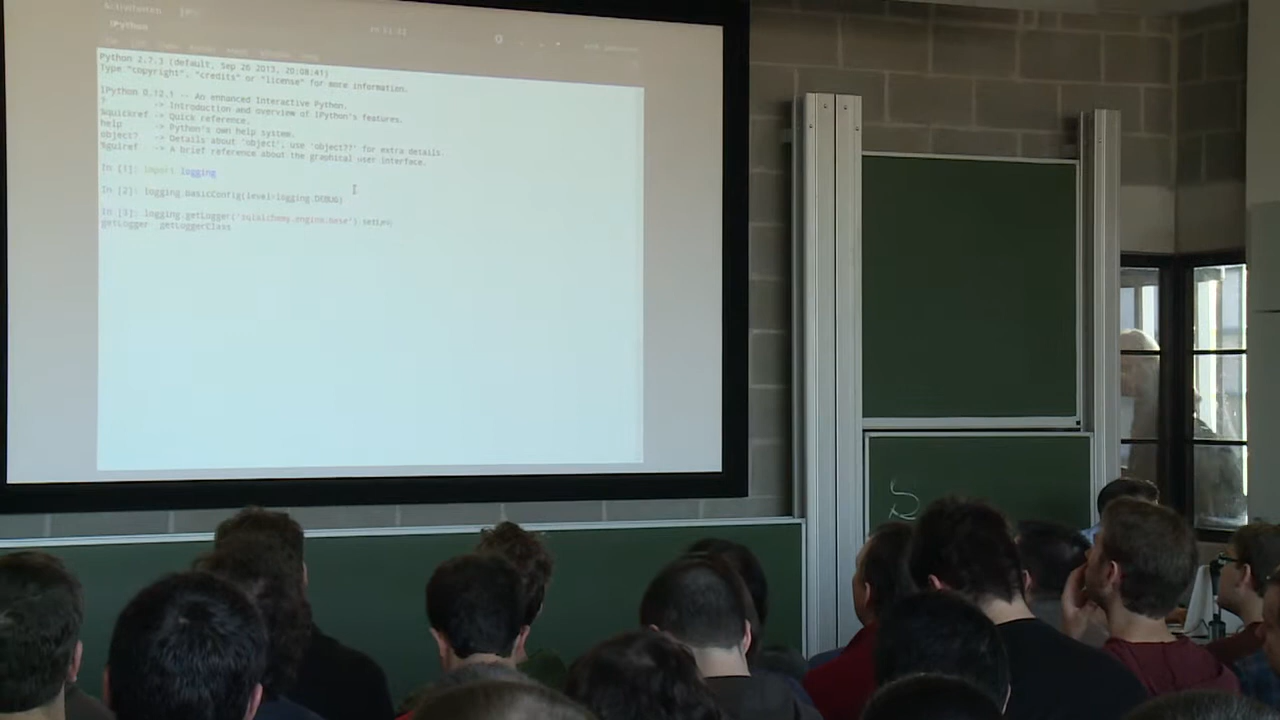 Activiteiten
IPython
Python 2.7.3 (default, Sep 26 2013, 20:08:41)
Type "copyright", "credits" or "license" for more information.
IPython 0.12.1 -- An enhanced Interactive Python.
? -> Introduction and overview of IPython's features.
%quickref -> Quick reference.
help -> Python's own help system.
object? -> Details about 'object', use 'object??' for extra details.
%guiref -> A brief reference about the graphical user interface.
In [1]: import logging
In [2]: logging.basicConfig(level=logging.DEBUG)
In [3]: logging.getLogger('sqlalchemy.engine.base').setLev
getLogger getLoggerClass